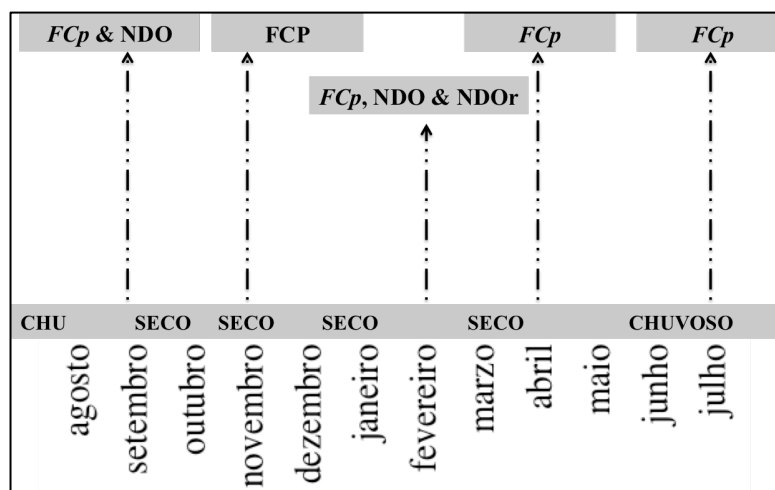 FCp & NDO FCP FCp FCp
FCp, NDO & NDOr
CHU SECO SECO SECO SECO CHUVOSO
agosto setembro outubro novembro dezembro janeiro fevereiro marzo abril maio junho julho